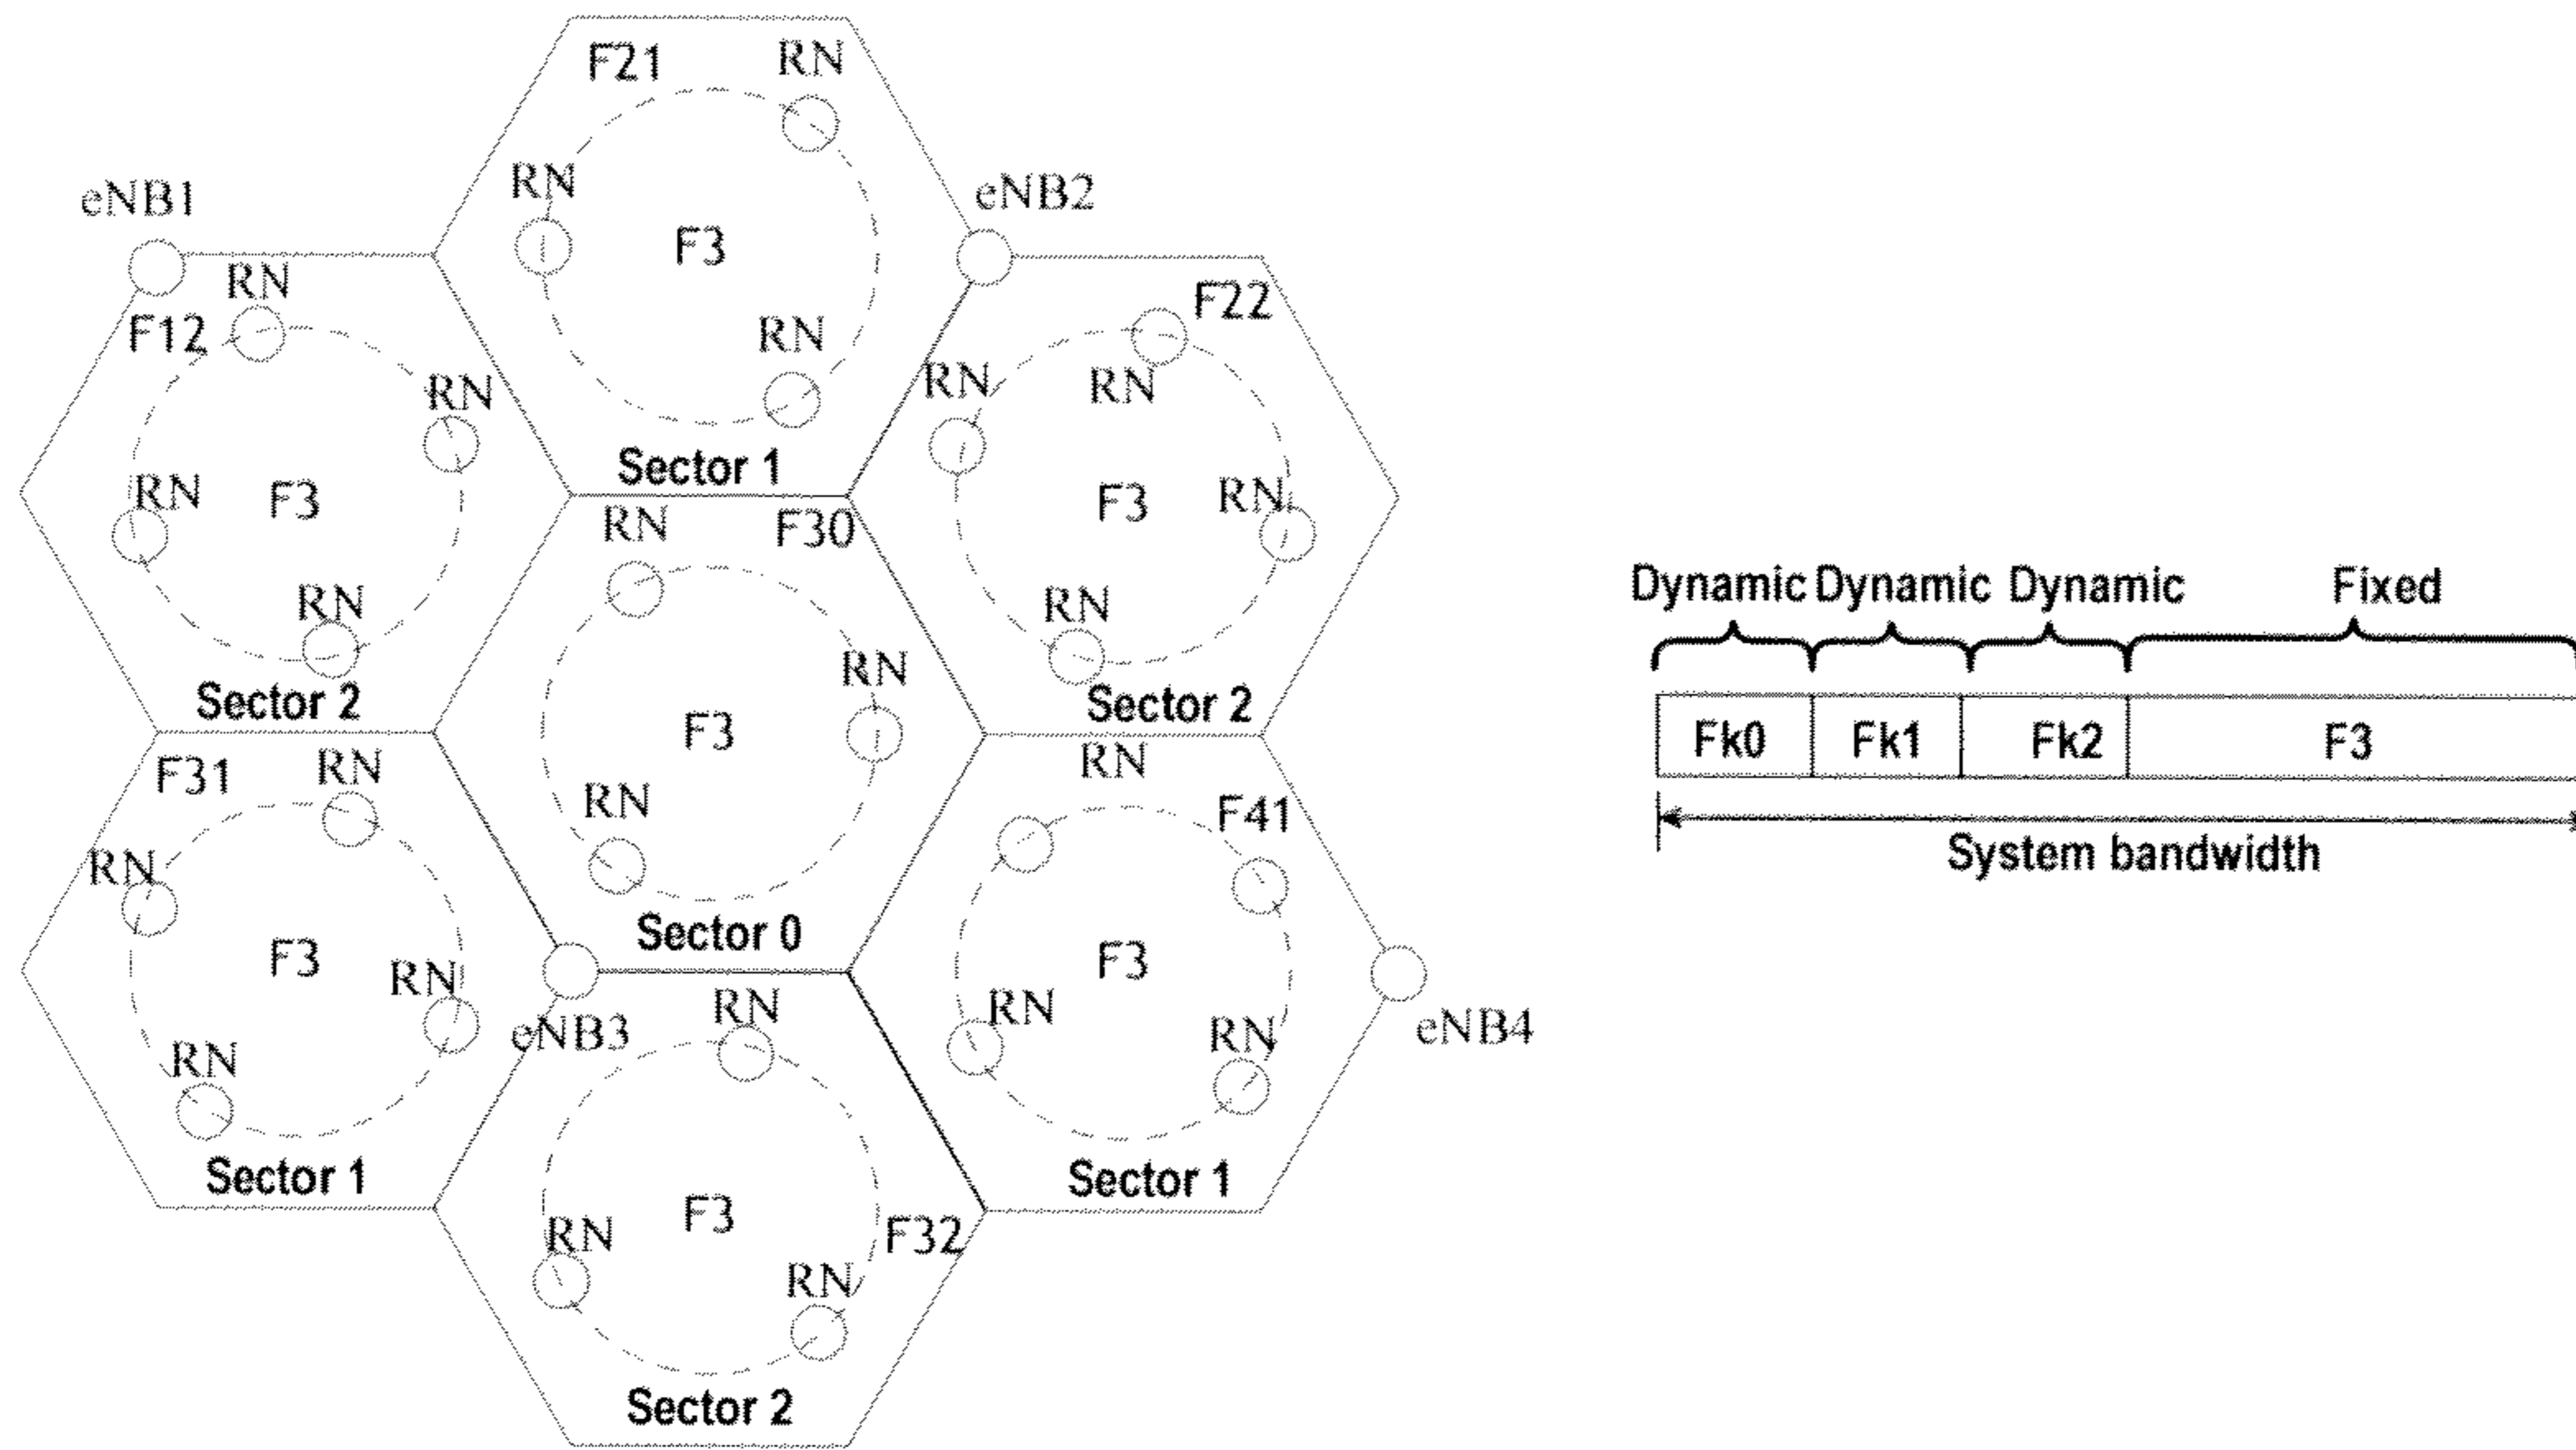 F21
RN
RN
eNB1
eNB2
F3
RN
F22
F12
RN
RN
RN
RN
RN
F3
RN
F3
RN
Sector 1
RN
F30
RN
RN
Sector 2
RN
F3
Sector 2
F31
RN
RN
RN
F41
RN
F3
Sector 0
F3
RN
RN
RN
eNB3
RN
RN
eNB4
RN
Sector 1
Sector 1
F3
F32
RN
RN
Sector 2
Dynamic Dynamic Dynamic Fixed
Fk0 Fk1 Fk2 F3
System bandwidth